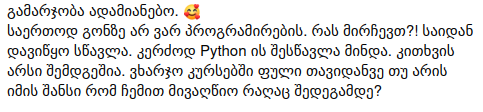 გამარჯობა ადამიანებო. 🥰
საერთოდ გონზე არ ვარ პროგრამირების. რას მირჩევთ?! საიდან
დავიწყო სწავლა. კერძოდ Python ის შესწავლა მინდა. კითხვის
არსი შემდგეშია. ვხარჯო კურსებში ფული თავიდანვე თუ არის
იმის შანსი რომ ჩემით მივაღწიო რაღაც შედეგამდე?